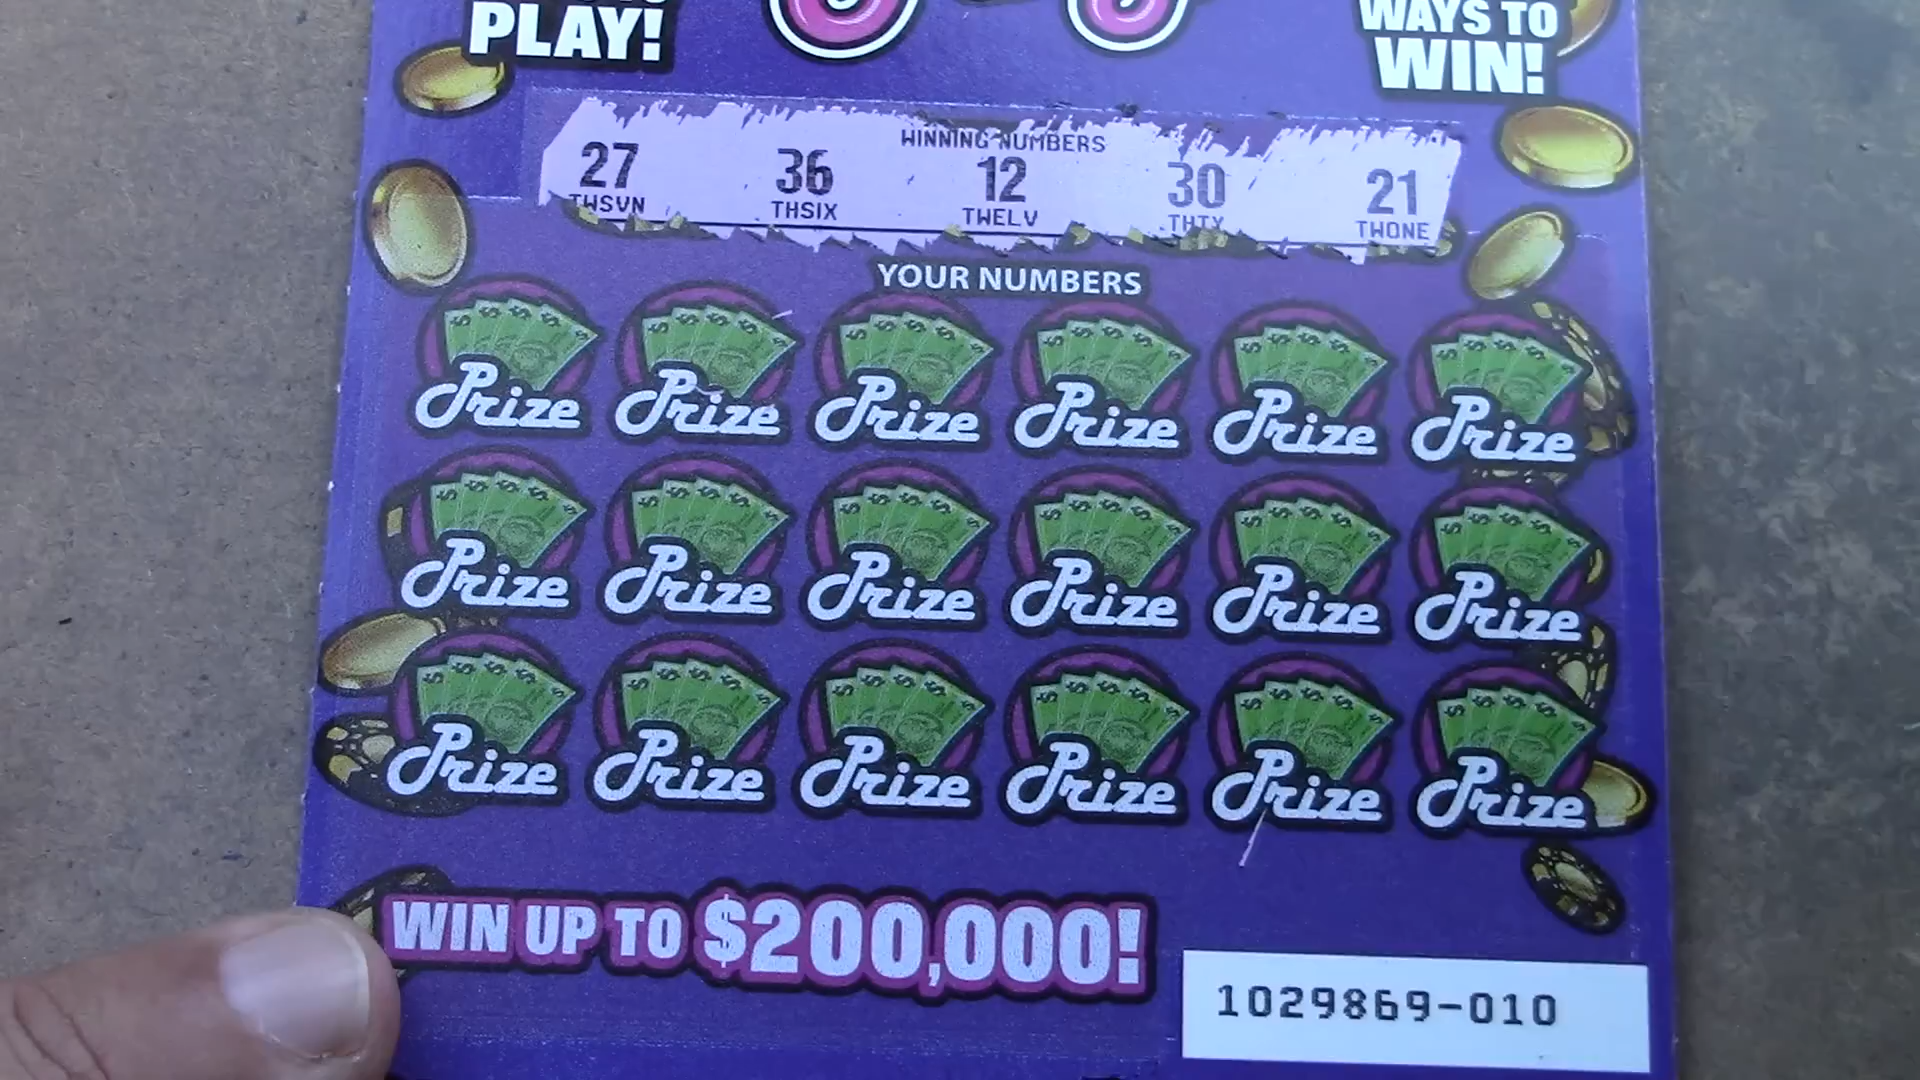 PLAY!
WAYS TO
WIN!
WINNING NUMBERS
27 36 12 30 21
THSVN THSIX TWELV THTY TWONE
YOUR NUMBERS
Prize Prize Prize Prize Prize Prize
Prize Prize Prize Prize Prize Prize
Prize Prize Prize Prize Prize Prize
WIN UP TO $200,000!
1029869-010